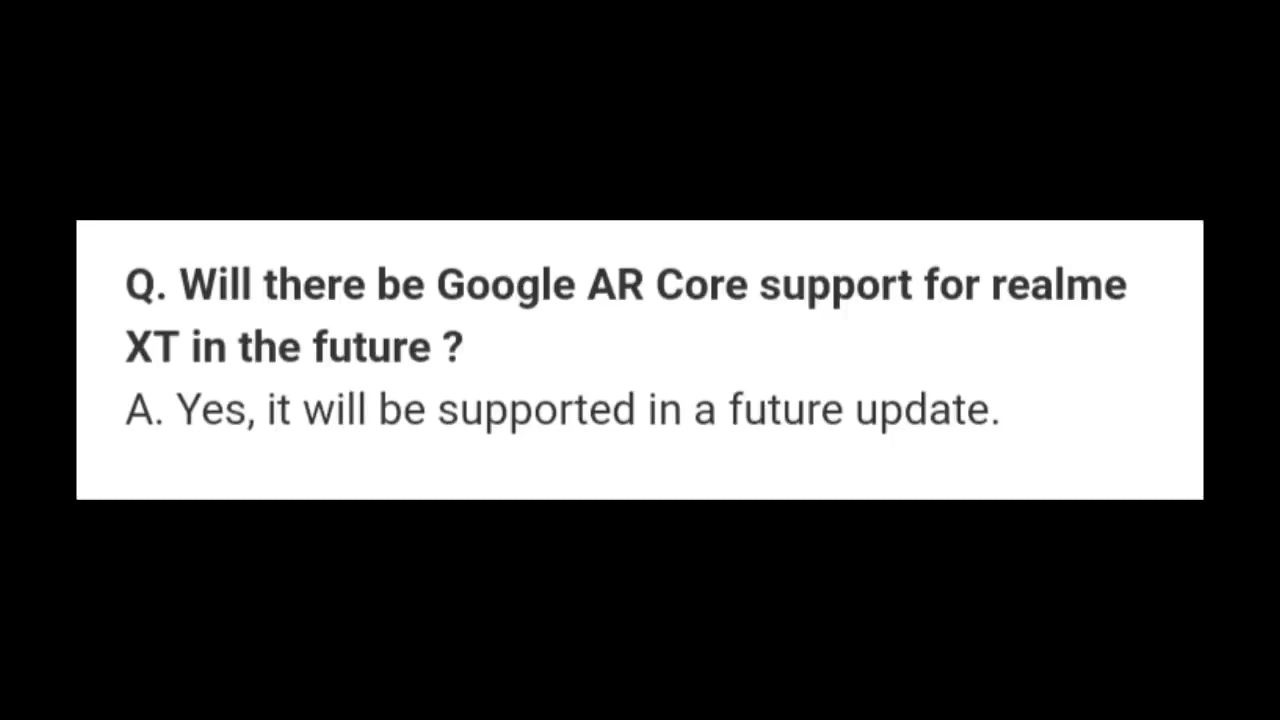 Q. Will there be Google AR Core support for realme
XT in the future ?
A. Yes, it will be supported in a future update.